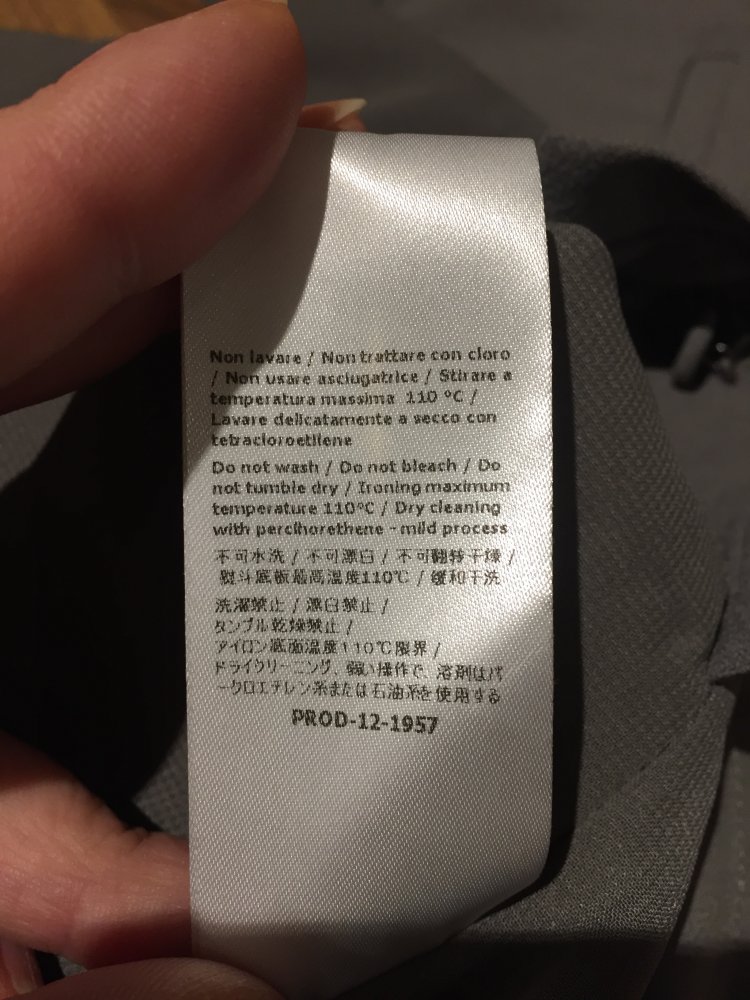 Non lavare / Non trattare con cloro
/ Non usare asciugatrice / Stirare a
temperatura massima 110 °C /
Lavare delicatamente a secco con
tetracloroetilene
Do not wash / Do not bleach / Do
not tumble dry / Ironing maximum
temperature 110°C / Dry cleaning
with perclhorethene - mild process
不可水洗 / 不可漂白 / 不可翻转干燥 /
熨斗底板最高温度110℃ / 缓和干洗
洗濯禁止 / 漂白禁止 /
タンブル乾燥禁止 /
アイロン底面温度110℃限界 /
ドライクリーニング、弱い操作で、溶剤はパ
ークロエテレン系または石油系を使用する
PROD-12-1957